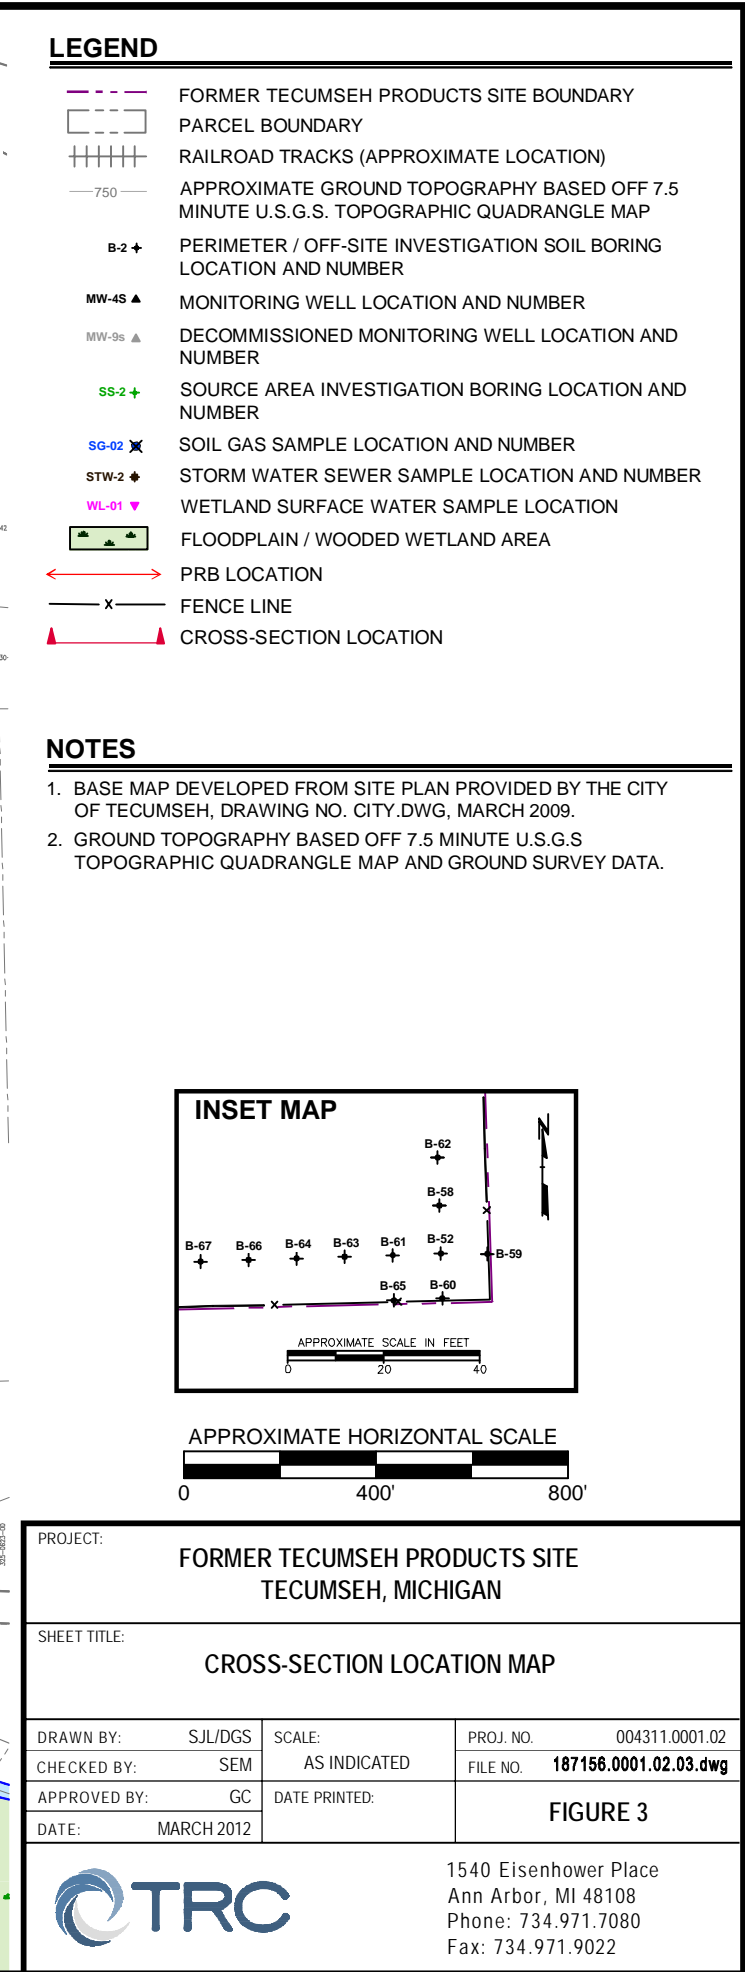 LEGEND
FORMER TECUMSEH PRODUCTS SITE BOUNDARY
PARCEL BOUNDARY
RAILROAD TRACKS (APPROXIMATE LOCATION)
750
APPROXIMATE GROUND TOPOGRAPHY BASED OFF 7.5
MINUTE U.S.G.S. TOPOGRAPHIC QUADRANGLE MAP
B-2
PERIMETER / OFF-SITE INVESTIGATION SOIL BORING
LOCATION AND NUMBER
MW-4S
MONITORING WELL LOCATION AND NUMBER
MW-9s
DECOMMISSIONED MONITORING WELL LOCATION AND
NUMBER
SS-2
SOURCE AREA INVESTIGATION BORING LOCATION AND
NUMBER
SG-02
SOIL GAS SAMPLE LOCATION AND NUMBER
STW-2
STORM WATER SEWER SAMPLE LOCATION AND NUMBER
WL-01
WETLAND SURFACE WATER SAMPLE LOCATION
FLOODPLAIN / WOODED WETLAND AREA
PRB LOCATION
X
FENCE LINE
CROSS-SECTION LOCATION
NOTES
1. BASE MAP DEVELOPED FROM SITE PLAN PROVIDED BY THE CITY
OF TECUMSEH, DRAWING NO. CITY.DWG, MARCH 2009.
2. GROUND TOPOGRAPHY BASED OFF 7.5 MINUTE U.S.G.S
TOPOGRAPHIC QUADRANGLE MAP AND GROUND SURVEY DATA.
INSET MAP
N
B-62
B-58
B-67 B-66 B-64 B-63 B-61 B-52
B-59
B-65 B-60
APPROXIMATE SCALE IN FEET
0 20 40
APPROXIMATE HORIZONTAL SCALE
0 400' 800'
PROJECT:
FORMER TECUMSEH PRODUCTS SITE
TECUMSEH, MICHIGAN
SHEET TITLE:
CROSS-SECTION LOCATION MAP
DRAWN BY: SJL/DGS
SCALE:
PROJ. NO. 004311.0001.02
CHECKED BY: SEM
AS INDICATED
FILE NO. 187156.0001.02.03.dwg
APPROVED BY: GC
DATE PRINTED:
FIGURE 3
DATE: MARCH 2012
TRC
1540 Eisenhower Place
Ann Arbor, MI 48108
Phone: 734.971.7080
Fax: 734.971.9022